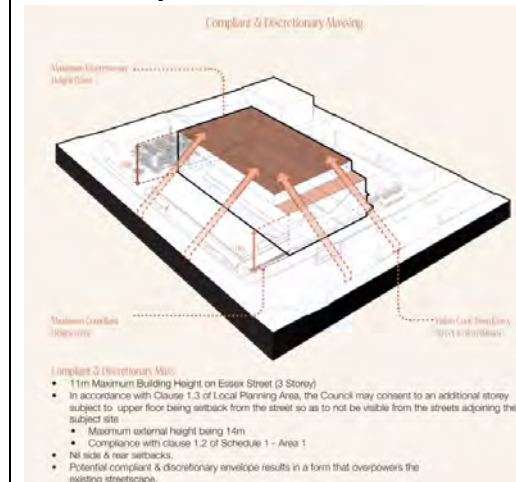 Compliant & Discretionary Massing
Maximum Discretionary
Height (14m)
Maximum Compliant
Compliant & Discretionary Mass
• 11m Maximum Building Height on Essex Street (3 Storey)
• In accordance with Clause 1.3 of Local Planning Area, the Council may consent to an additional storey
subject to upper floor being setback from the street so as to not be visible from the streets adjoining the
subject site
• Maximum external height being 14m
• Compliance with clause 1.2 of Schedule 1 - Area 1
• Nil side & rear setbacks.
• Potential compliant & discretionary envelope results in a form that overpowers the
existing streetscape.